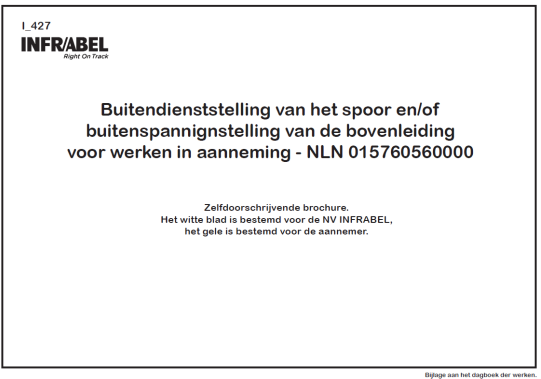 I_427
INFRABEL
Right On Track
Buitendienststelling van het spoor en/of
buitenspannignstelling van de bovenleiding
voor werken in aanneming - NLN 015760560000
Zelfdoorschrijvende brochure.
Het witte blad is bestemd voor de NV INFRABEL,
het gele is bestemd voor de aannemer.
Bijlage aan het dagboek der werken.